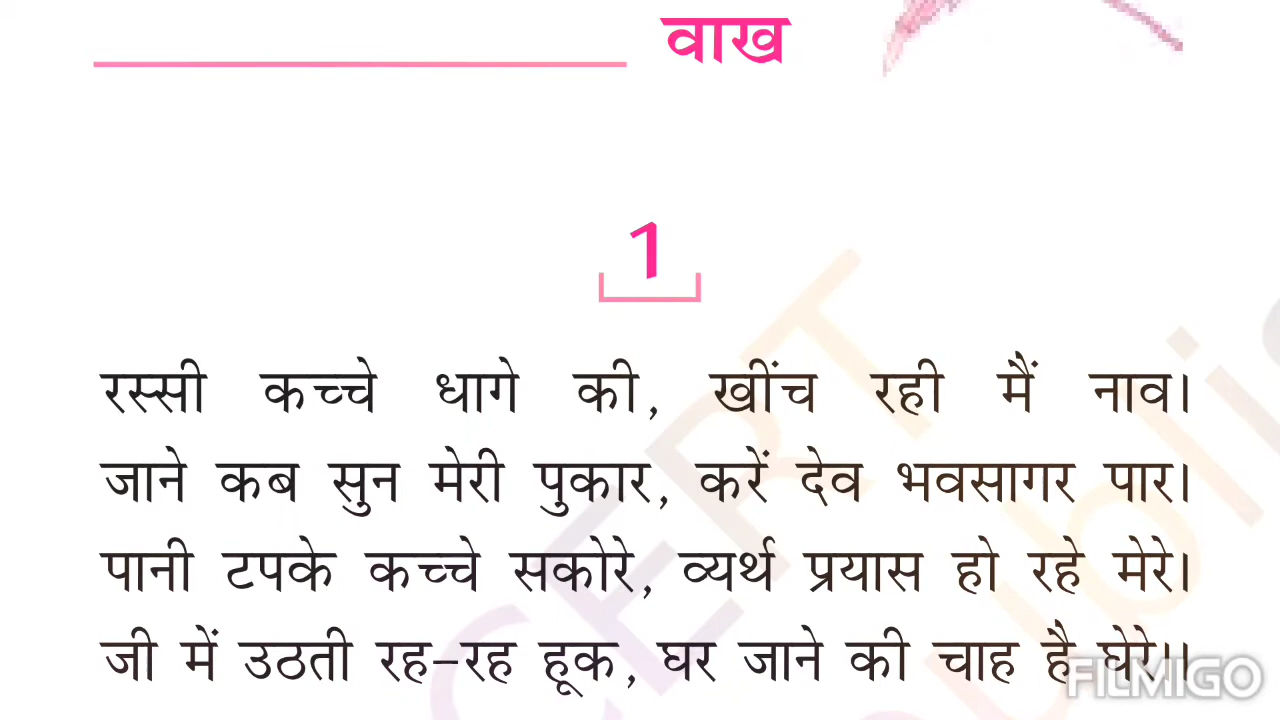 वाख
1
रस्सी कच्चे धागे की, खींच रही मैं नाव।
जाने कब सुन मेरी पुकार, करें देव भवसागर पार।
पानी टपके कच्चे सकोरे, व्यर्थ प्रयास हो रहे मेरे।
जी में उठती रह-रह हूक, घर जाने की चाह है घेरे।।
FILMIGO